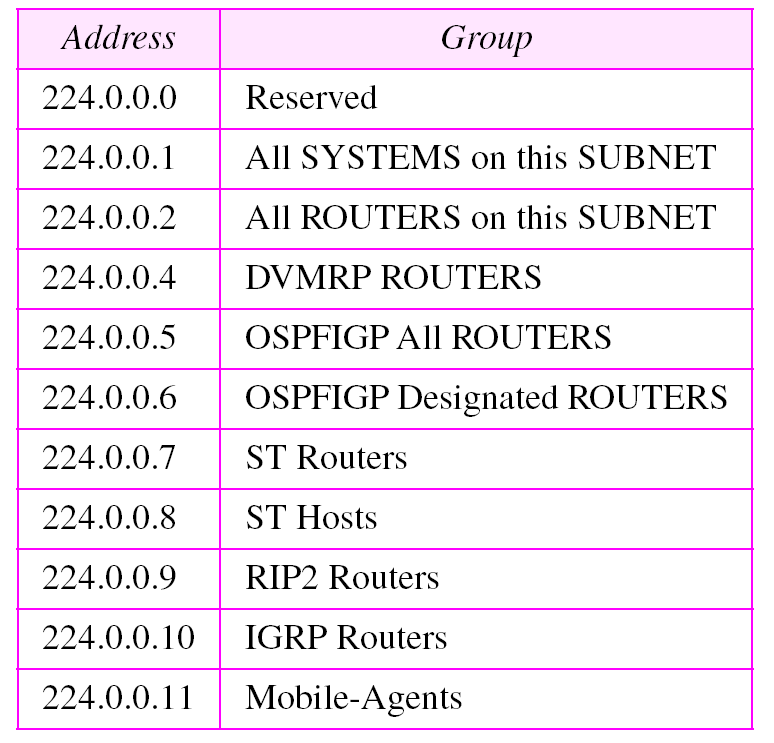 Address Group
224.0.0.0 Reserved
224.0.0.1 All SYSTEMS on this SUBNET
224.0.0.2 All ROUTERS on this SUBNET
224.0.0.4 DVMRP ROUTERS
224.0.0.5 OSPFIGP All ROUTERS
224.0.0.6 OSPFIGP Designated ROUTERS
224.0.0.7 ST Routers
224.0.0.8 ST Hosts
224.0.0.9 RIP2 Routers
224.0.0.10 IGRP Routers
224.0.0.11 Mobile-Agents